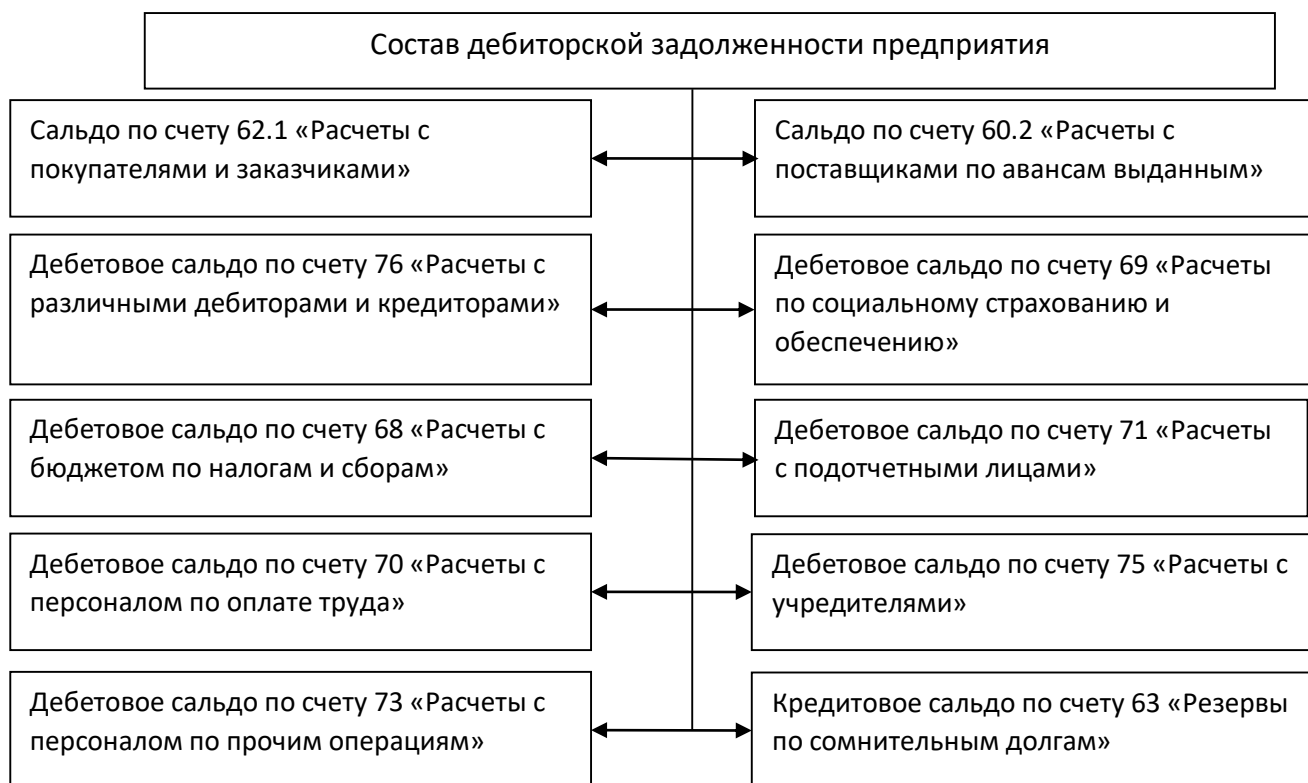 Состав дебиторской задолженности предприятия
Сальдо по счету 62.1 «Расчеты с
покупателями и заказчиками»
Сальдо по счету 60.2 «Расчеты с
поставщиками по авансам выданным»
Дебетовое сальдо по счету 76 «Расчеты с
различными дебиторами и кредиторами»
Дебетовое сальдо по счету 69 «Расчеты
по социальному страхованию и
обеспечению»
Дебетовое сальдо по счету 68 «Расчеты с
бюджетом по налогам и сборам»
Дебетовое сальдо по счету 71 «Расчеты
с подотчетными лицами»
Дебетовое сальдо по счету 70 «Расчеты с
персоналом по оплате труда»
Дебетовое сальдо по счету 75 «Расчеты с
учредителями»
Дебетовое сальдо по счету 73 «Расчеты с
персоналом по прочим операциям»
Кредитовое сальдо по счету 63 «Резервы
по сомнительным долгам»